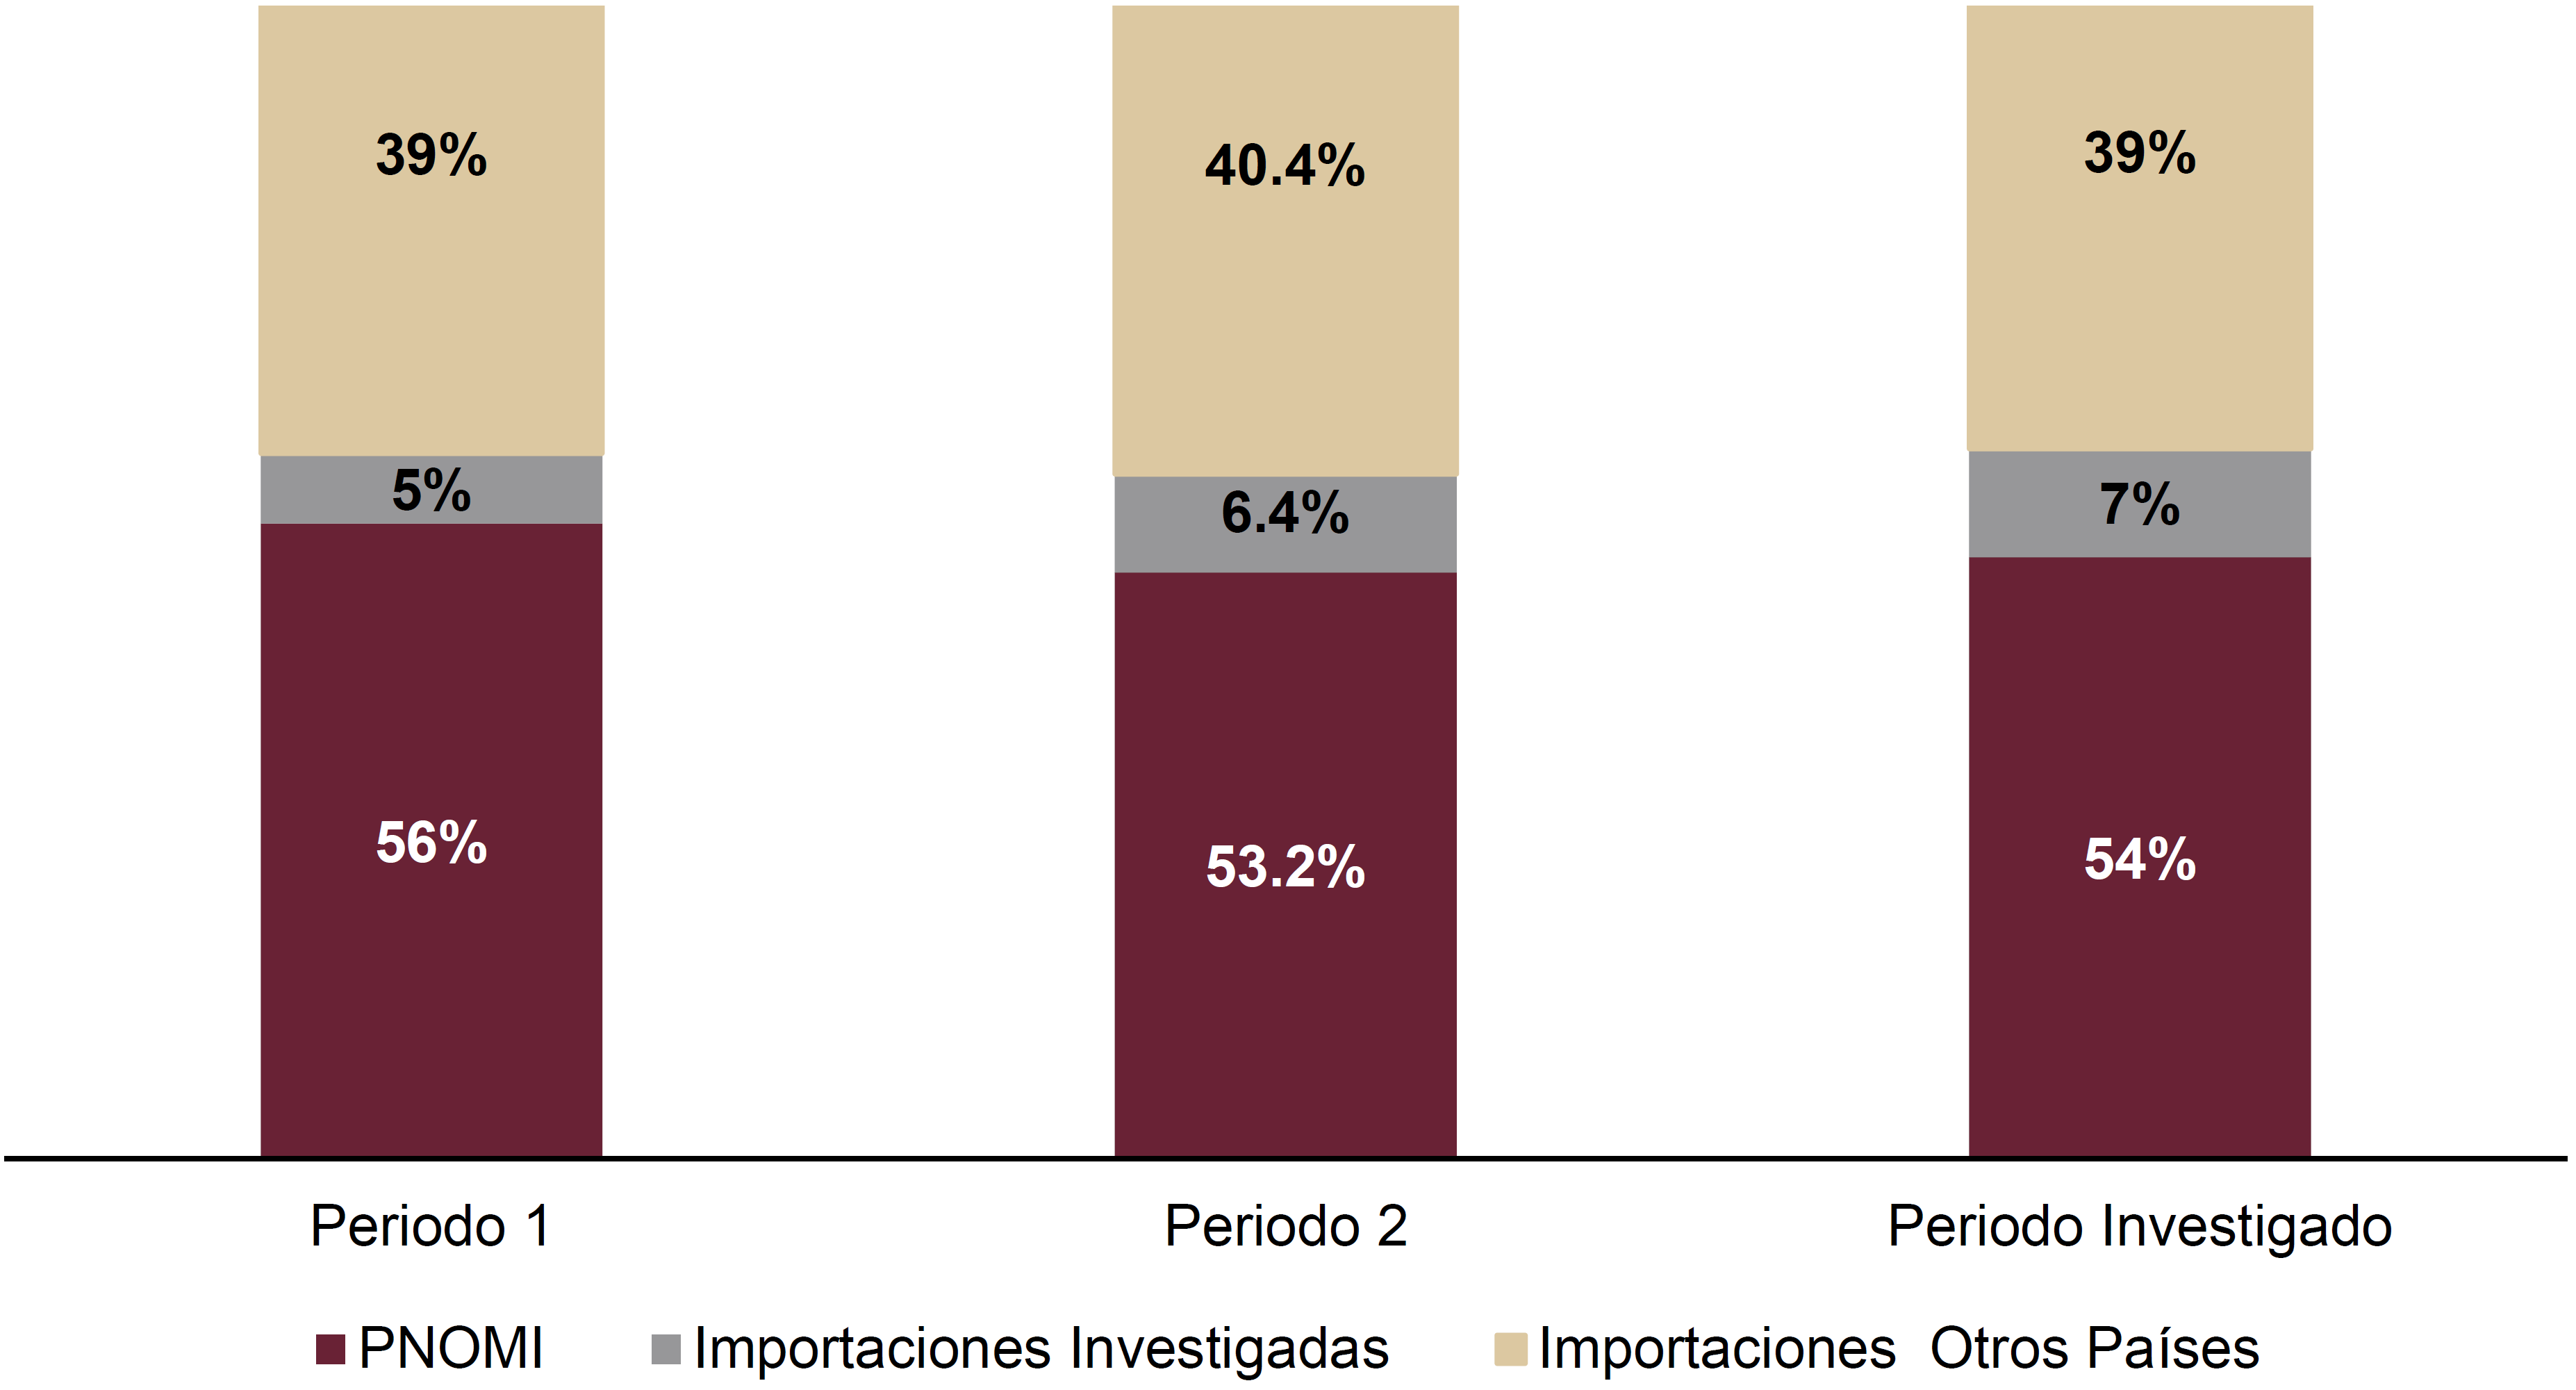 39%
40.4%
39%
5%
6.4%
7%
56%
53.2%
54%
Periodo 1
Periodo 2
Periodo Investigado
PNOMI
Importaciones Investigadas
Importaciones Otros Países